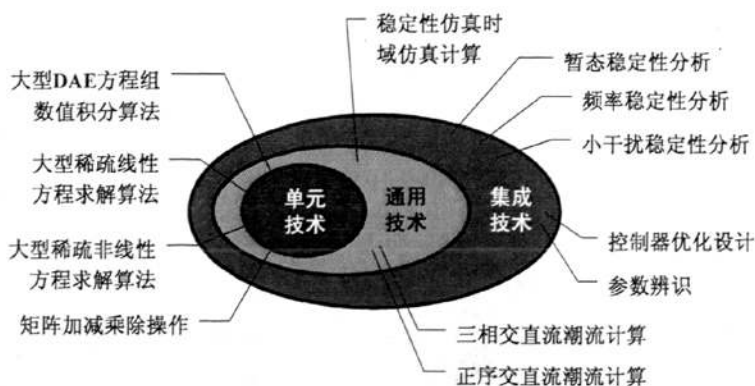 稳定性仿真时
域仿真计算
大型DAE方程组
数值积分算法
大型稀疏线性
方程求解算法
大型稀疏非线性
方程求解算法
矩阵加减乘除操作
单元
技术
通用
技术
集成
技术
暂态稳定性分析
频率稳定性分析
小干扰稳定性分析
控制器优化设计
参数辨识
三相交直流潮流计算
正序交直流潮流计算